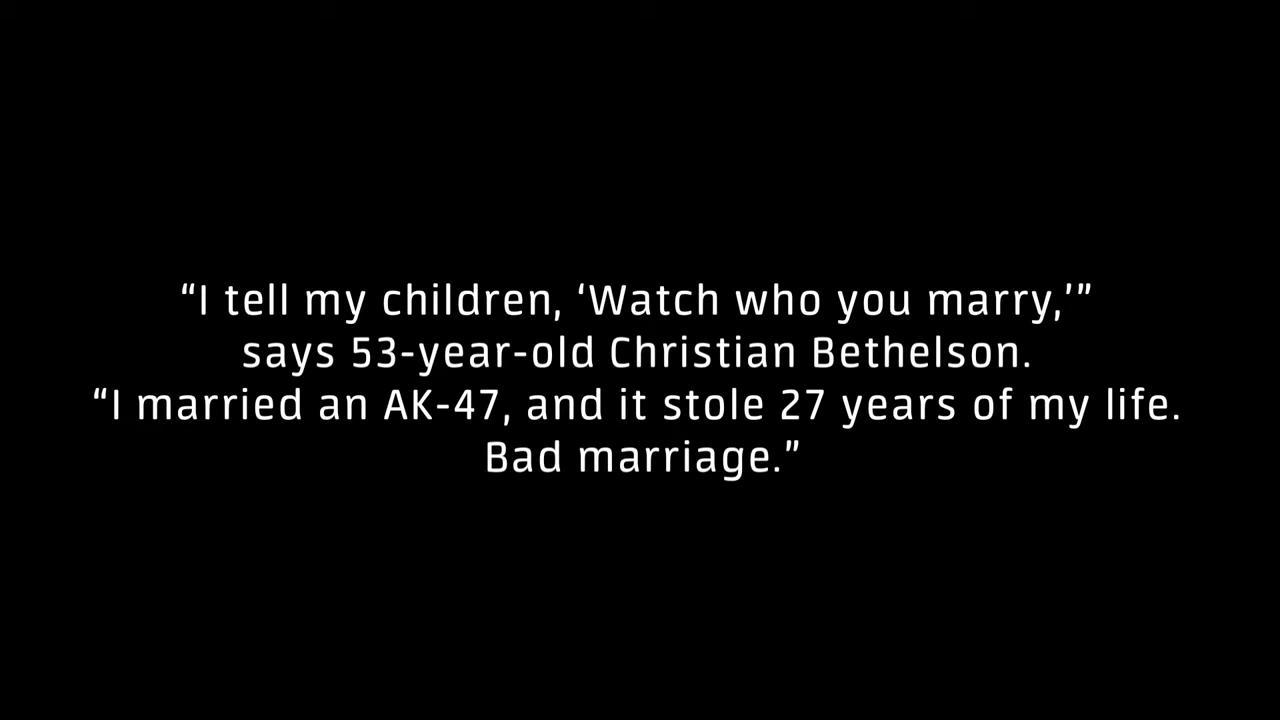 “I tell my children, ‘Watch who you marry,’”
says 53-year-old Christian Bethelson.
“I married an AK-47, and it stole 27 years of my life.
Bad marriage.”